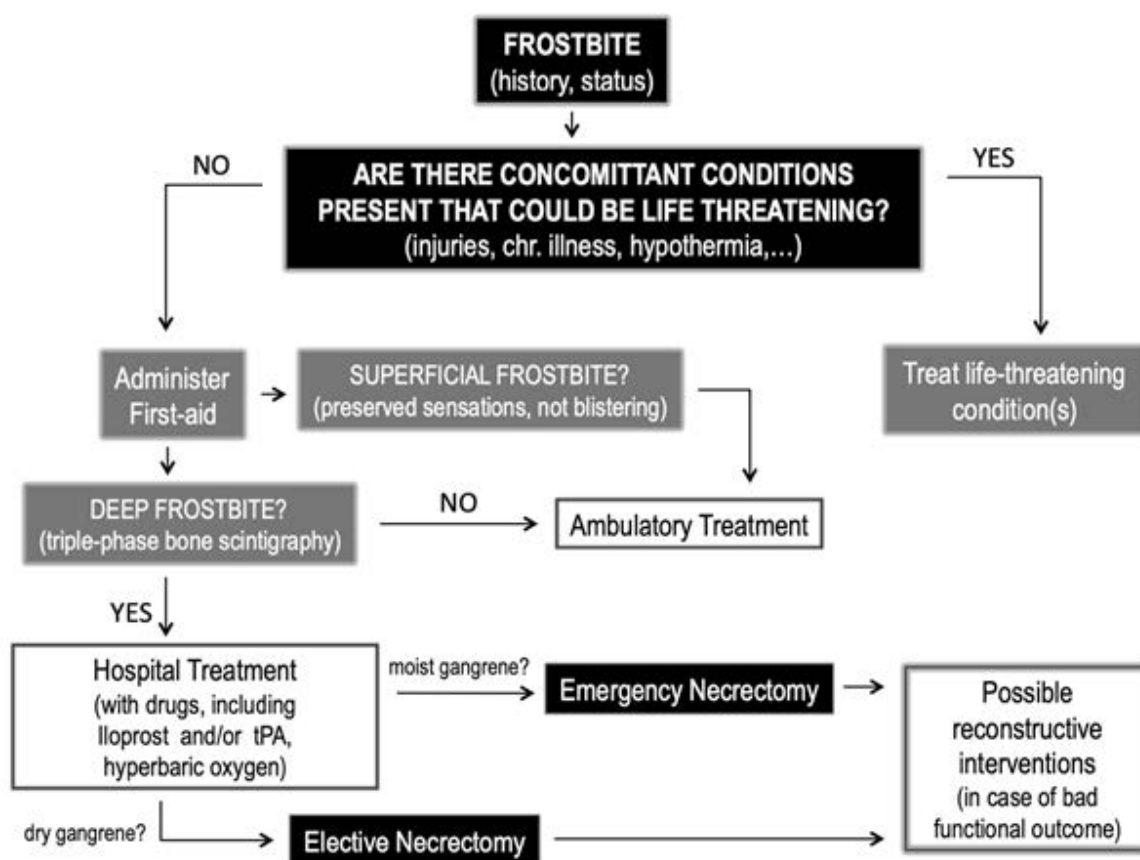 FROSTBITE
(history, status)
NO
ARE THERE CONCOMITTANT CONDITIONS
PRESENT THAT COULD BE LIFE THREATENING?
(injuries, chr. illness, hypothermia,...)
YES
Administer
First-aid
SUPERFICIAL FROSTBITE?
(preserved sensations, not blistering)
Treat life-threatening
condition(s)
DEEP FROSTBITE?
(triple-phase bone scintigraphy)
NO
Ambulatory Treatment
YES
Hospital Treatment
(with drugs, including
Iloprost and/or tPA,
hyperbaric oxygen)
moist gangrene?
Emergency Necrectomy
Possible
reconstructive
interventions
(in case of bad
functional outcome)
dry gangrene?
Elective Necrectomy